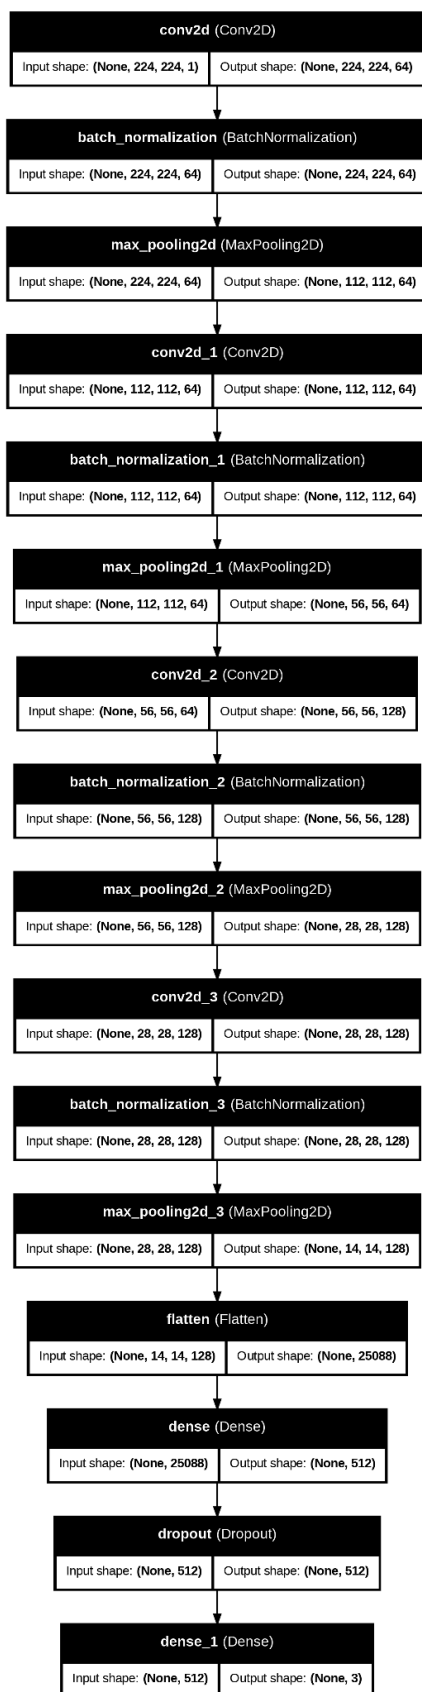 conv2d (Conv2D)
Input shape: (None, 224, 224, 1) Output shape: (None, 224, 224, 64)
batch_normalization (BatchNormalization)
Input shape: (None, 224, 224, 64) Output shape: (None, 224, 224, 64)
max_pooling2d (MaxPooling2D)
Input shape: (None, 224, 224, 64) Output shape: (None, 112, 112, 64)
conv2d_1 (Conv2D)
Input shape: (None, 112, 112, 64) Output shape: (None, 112, 112, 64)
batch_normalization_1 (BatchNormalization)
Input shape: (None, 112, 112, 64) Output shape: (None, 112, 112, 64)
max_pooling2d_1 (MaxPooling2D)
Input shape: (None, 112, 112, 64) Output shape: (None, 56, 56, 64)
conv2d_2 (Conv2D)
Input shape: (None, 56, 56, 64) Output shape: (None, 56, 56, 128)
batch_normalization_2 (BatchNormalization)
Input shape: (None, 56, 56, 128) Output shape: (None, 56, 56, 128)
max_pooling2d_2 (MaxPooling2D)
Input shape: (None, 56, 56, 128) Output shape: (None, 28, 28, 128)
conv2d_3 (Conv2D)
Input shape: (None, 28, 28, 128) Output shape: (None, 28, 28, 128)
batch_normalization_3 (BatchNormalization)
Input shape: (None, 28, 28, 128) Output shape: (None, 28, 28, 128)
max_pooling2d_3 (MaxPooling2D)
Input shape: (None, 28, 28, 128) Output shape: (None, 14, 14, 128)
flatten (Flatten)
Input shape: (None, 14, 14, 128) Output shape: (None, 25088)
dense (Dense)
Input shape: (None, 25088) Output shape: (None, 512)
dropout (Dropout)
Input shape: (None, 512) Output shape: (None, 512)
dense_1 (Dense)
Input shape: (None, 512) Output shape: (None, 3)